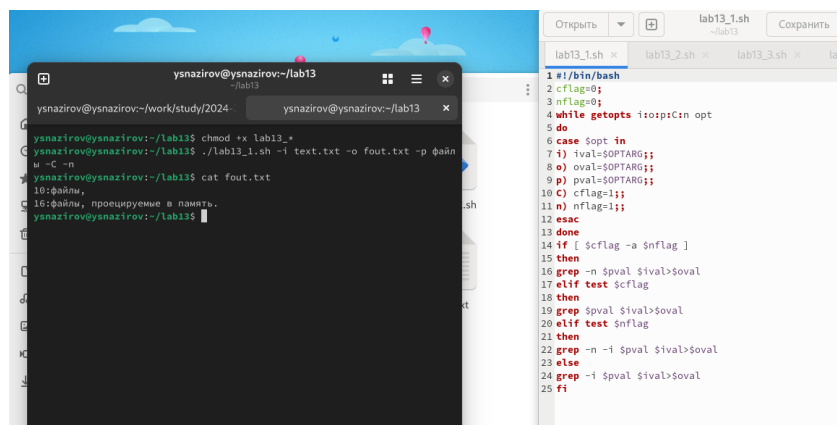 ysnazirov@ysnazirov:~/lab13
~/lab13
ysnazirov@ysnazirov:~/work/study/2024-
ysnazirov@ysnazirov:~/lab13 ×
ysnazirov@ysnazirov:~/lab13$ chmod +x lab13_*
ysnazirov@ysnazirov:~/lab13$ ./lab13_1.sh -i text.txt -o fout.txt -p файл
ы -C -n
ysnazirov@ysnazirov:~/lab13$ cat fout.txt
10:файлы,
16:файлы, проецируемые в память.
ysnazirov@ysnazirov:~/lab13$
.sh
xt
Открыть
lab13_1.sh
~/lab13
Сохранить
lab13_1.sh ×
lab13_2.sh ×
lab13_3.sh ×
la
1 #!/bin/bash
2 cflag=0;
3 nflag=0;
4 while getopts i:o:p:C:n opt
5 do
6 case $opt in
7 i) ival=$OPTARG;;
8 o) oval=$OPTARG;;
9 p) pval=$OPTARG;;
10 C) cflag=1;;
11 n) nflag=1;;
12 esac
13 done
14 if [ $cflag -a $nflag ]
15 then
16 grep -n $pval $ival>$oval
17 elif test $cflag
18 then
19 grep $pval $ival>$oval
20 elif test $nflag
21 then
22 grep -n -i $pval $ival>$oval
23 else
24 grep -i $pval $ival>$oval
25 fi